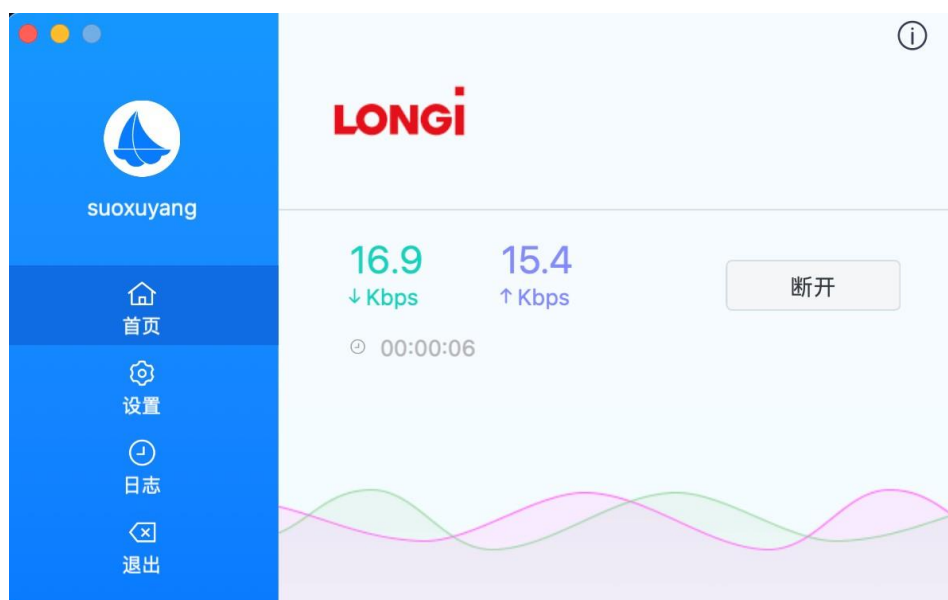 LONGi
suoxuyang
首页
设置
日志
退出
16.9
↓ Kbps
15.4
↑ Kbps
00:00:06
断开